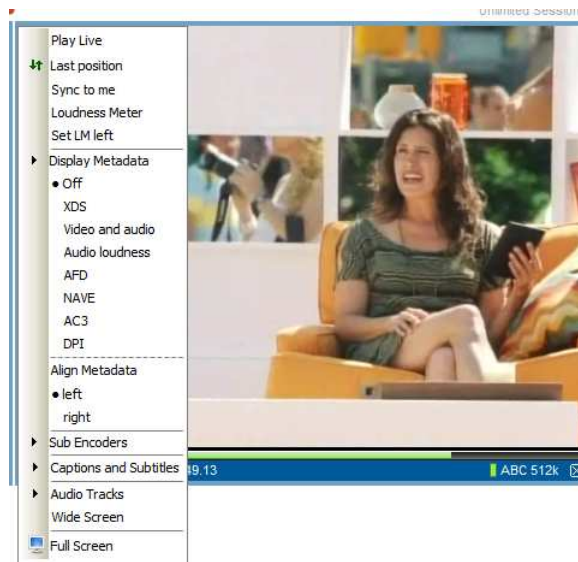 Unlimited Session
Play Live
Last position
Sync to me
Loudness Meter
Set LM left
Display Metadata
● Off
XDS
Video and audio
Audio loudness
AFD
NAVE
AC3
DPI
Align Metadata
● left
right
Sub Encoders
Captions and Subtitles
49.13
ABC 512k
Audio Tracks
Wide Screen
Full Screen